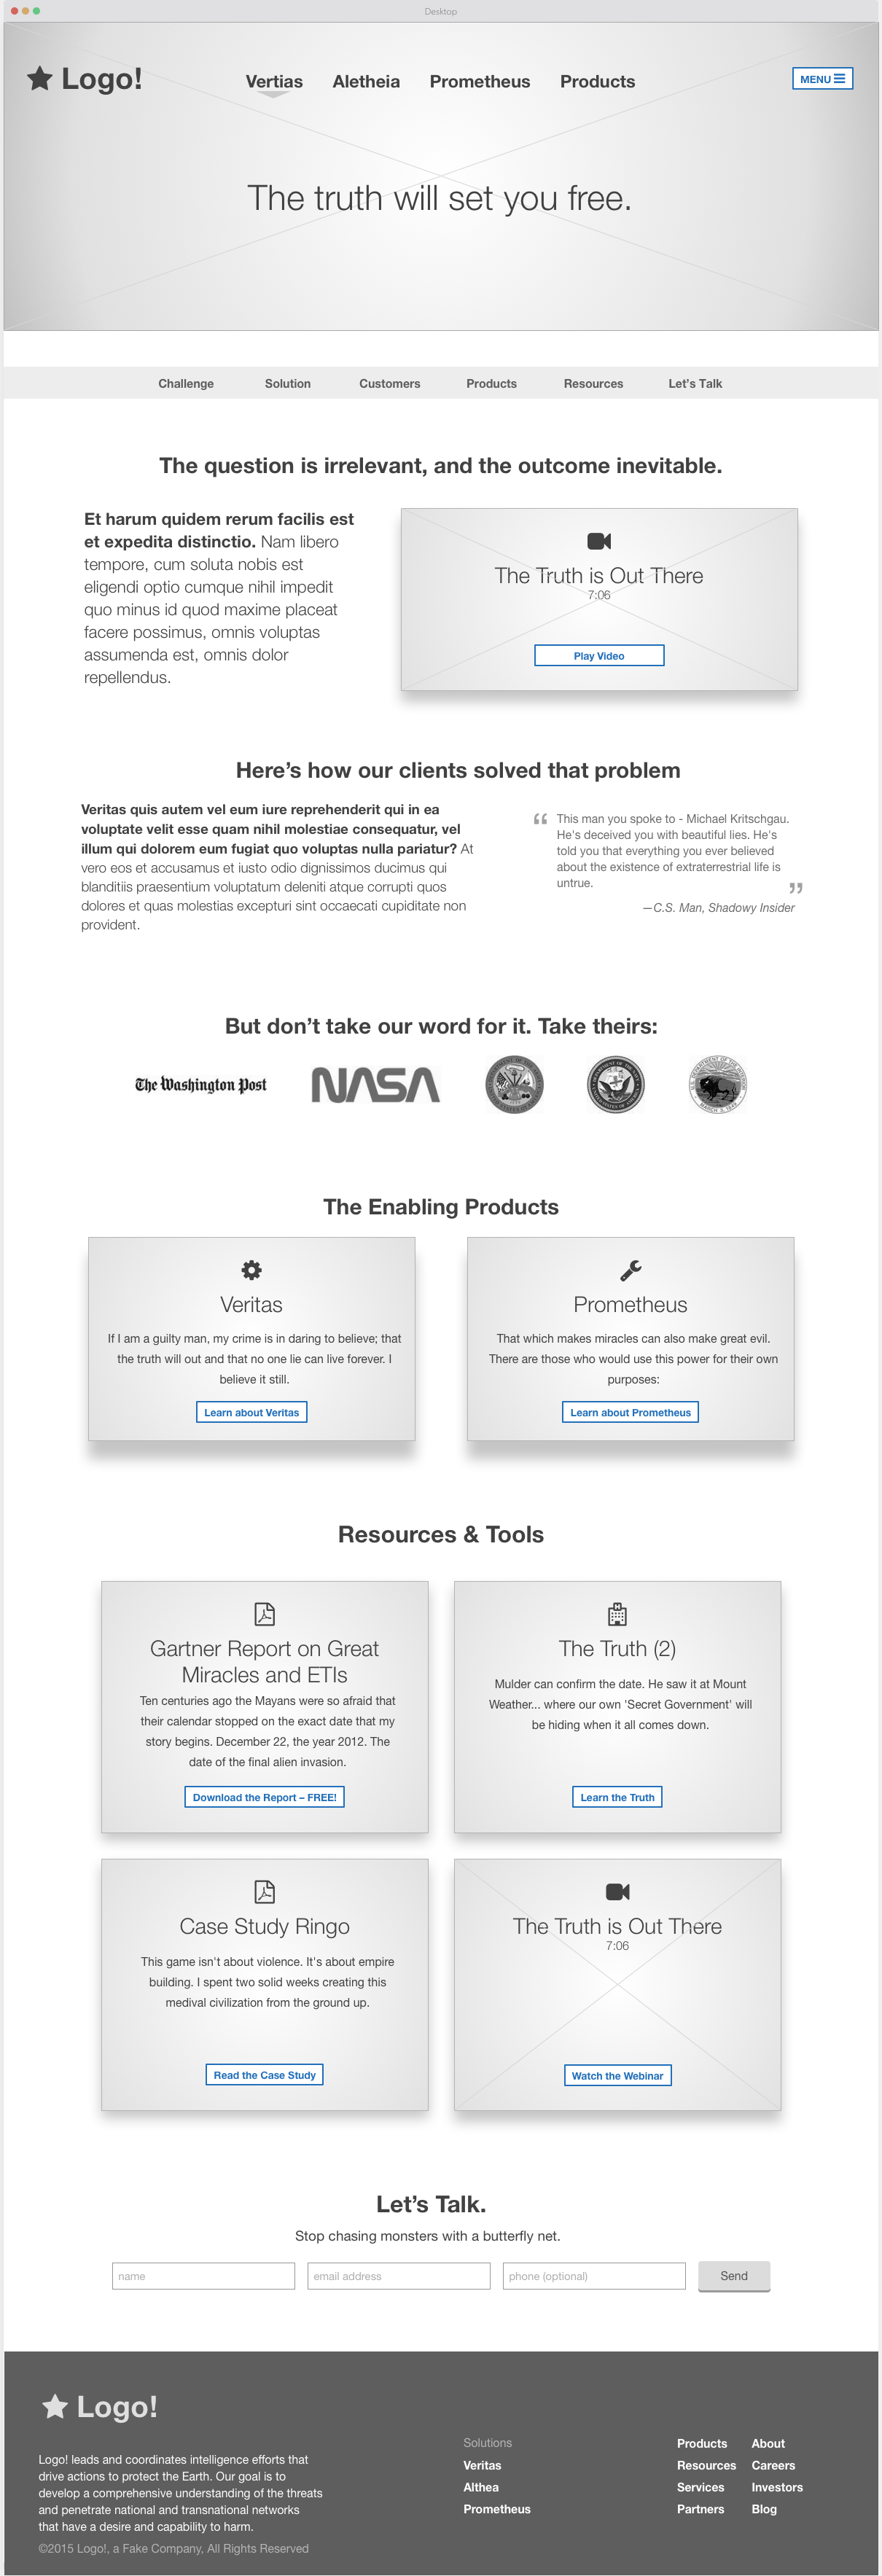 Desktop
Logo!
Vertias Aletheia Prometheus Products
MENU
The truth will set you free.
Challenge Solution Customers Products Resources Let's Talk
The question is irrelevant, and the outcome inevitable.
Et harum quidem rerum facilis est
et expedita distinctio. Nam libero
tempore, cum soluta nobis est
eligendi optio cumque nihil impedit
quo minus id quod maxime placeat
facere possimus, omnis voluptas
assumenda est, omnis dolor
repellendus.
The Truth is Out There
7:06
Play Video
Here's how our clients solved that problem
Veritas quis autem vel eum iure reprehenderit qui in ea
voluptate velit esse quam nihil molestiae consequatur, vel
illum qui dolorem eum fugiat quo voluptas nulla pariatur? At
vero eos et accusamus et iusto odio dignissimos ducimus qui
blanditiis praesentium voluptatum deleniti atque corrupti quos
dolores et quas molestias excepturi sint occaecati cupiditate non
provident.
“ This man you spoke to - Michael Kritschgau.
He's deceived you with beautiful lies. He's
told you that everything you ever believed
about the existence of extraterrestrial life is
untrue. ”
—C.S. Man, Shadowy Insider
But don't take our word for it. Take theirs:
The Washington Post
NASA
The Enabling Products
Veritas
If I am a guilty man, my crime is in daring to believe; that
the truth will out and that no one lie can live forever. I
believe it still.
Learn about Veritas
Prometheus
That which makes miracles can also make great evil.
There are those who would use this power for their own
purposes:
Learn about Prometheus
Resources & Tools
Gartner Report on Great
Miracles and ETIs
Ten centuries ago the Mayans were so afraid that
their calendar stopped on the exact date that my
story begins. December 22, the year 2012. The
date of the final alien invasion.
Download the Report – FREE!
The Truth (2)
Mulder can confirm the date. He saw it at Mount
Weather... where our own 'Secret Government' will
be hiding when it all comes down.
Learn the Truth
Case Study Ringo
This game isn't about violence. It's about empire
building. I spent two solid weeks creating this
medival civilization from the ground up.
Read the Case Study
The Truth is Out There
7:06
Watch the Webinar
Let's Talk.
Stop chasing monsters with a butterfly net.
name
email address
phone (optional)
Send
Logo!
Logo! leads and coordinates intelligence efforts that
drive actions to protect the Earth. Our goal is to
develop a comprehensive understanding of the threats
and penetrate national and transnational networks
that have a desire and capability to harm.
©2015 Logo!, a Fake Company, All Rights Reserved
Solutions
Veritas
Althea
Prometheus
Products
Resources
Services
Partners
About
Careers
Investors
Blog